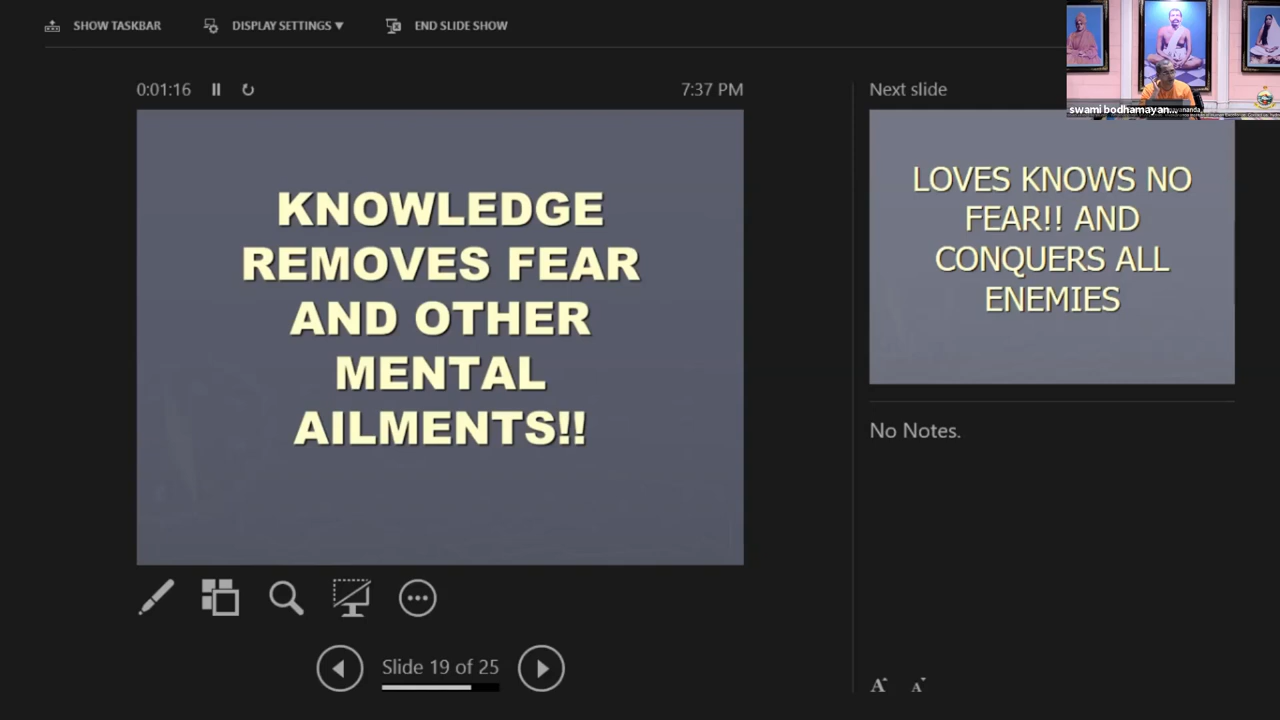 SHOW TASKBAR
DISPLAY SETTINGS ▼
END SLIDE SHOW
0:01:16
7:37 PM
KNOWLEDGE
REMOVES FEAR
AND OTHER
MENTAL
AILMENTS!!
Slide 19 of 25
Next slide
LOVES KNOWS NO
FEAR!! AND
CONQUERS ALL
ENEMIES
No Notes.
A
A
swami bodhamayan...